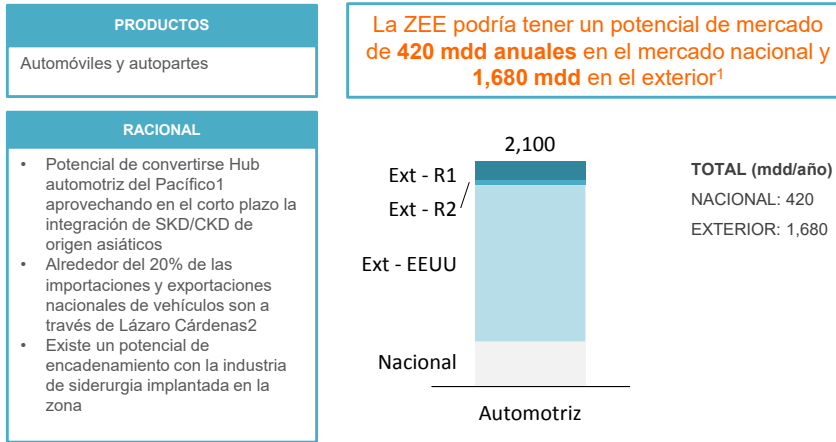 PRODUCTOS
Automóviles y autopartes
RACIONAL
• Potencial de convertirse Hub
automotriz del Pacífico1
aprovechando en el corto plazo la
integración de SKD/CKD de
origen asiáticos
• Alrededor del 20% de las
importaciones y exportaciones
nacionales de vehículos son a
través de Lázaro Cárdenas2
• Existe un potencial de
encadenamiento con la industria
de siderurgia implantada en la
zona
La ZEE podría tener un potencial de mercado
de 420 mdd anuales en el mercado nacional y
1,680 mdd en el exterior¹
2,100
Ext - R1
Ext - R2
Ext - EEUU
Nacional
Automotriz
TOTAL (mdd/año)
NACIONAL: 420
EXTERIOR: 1,680